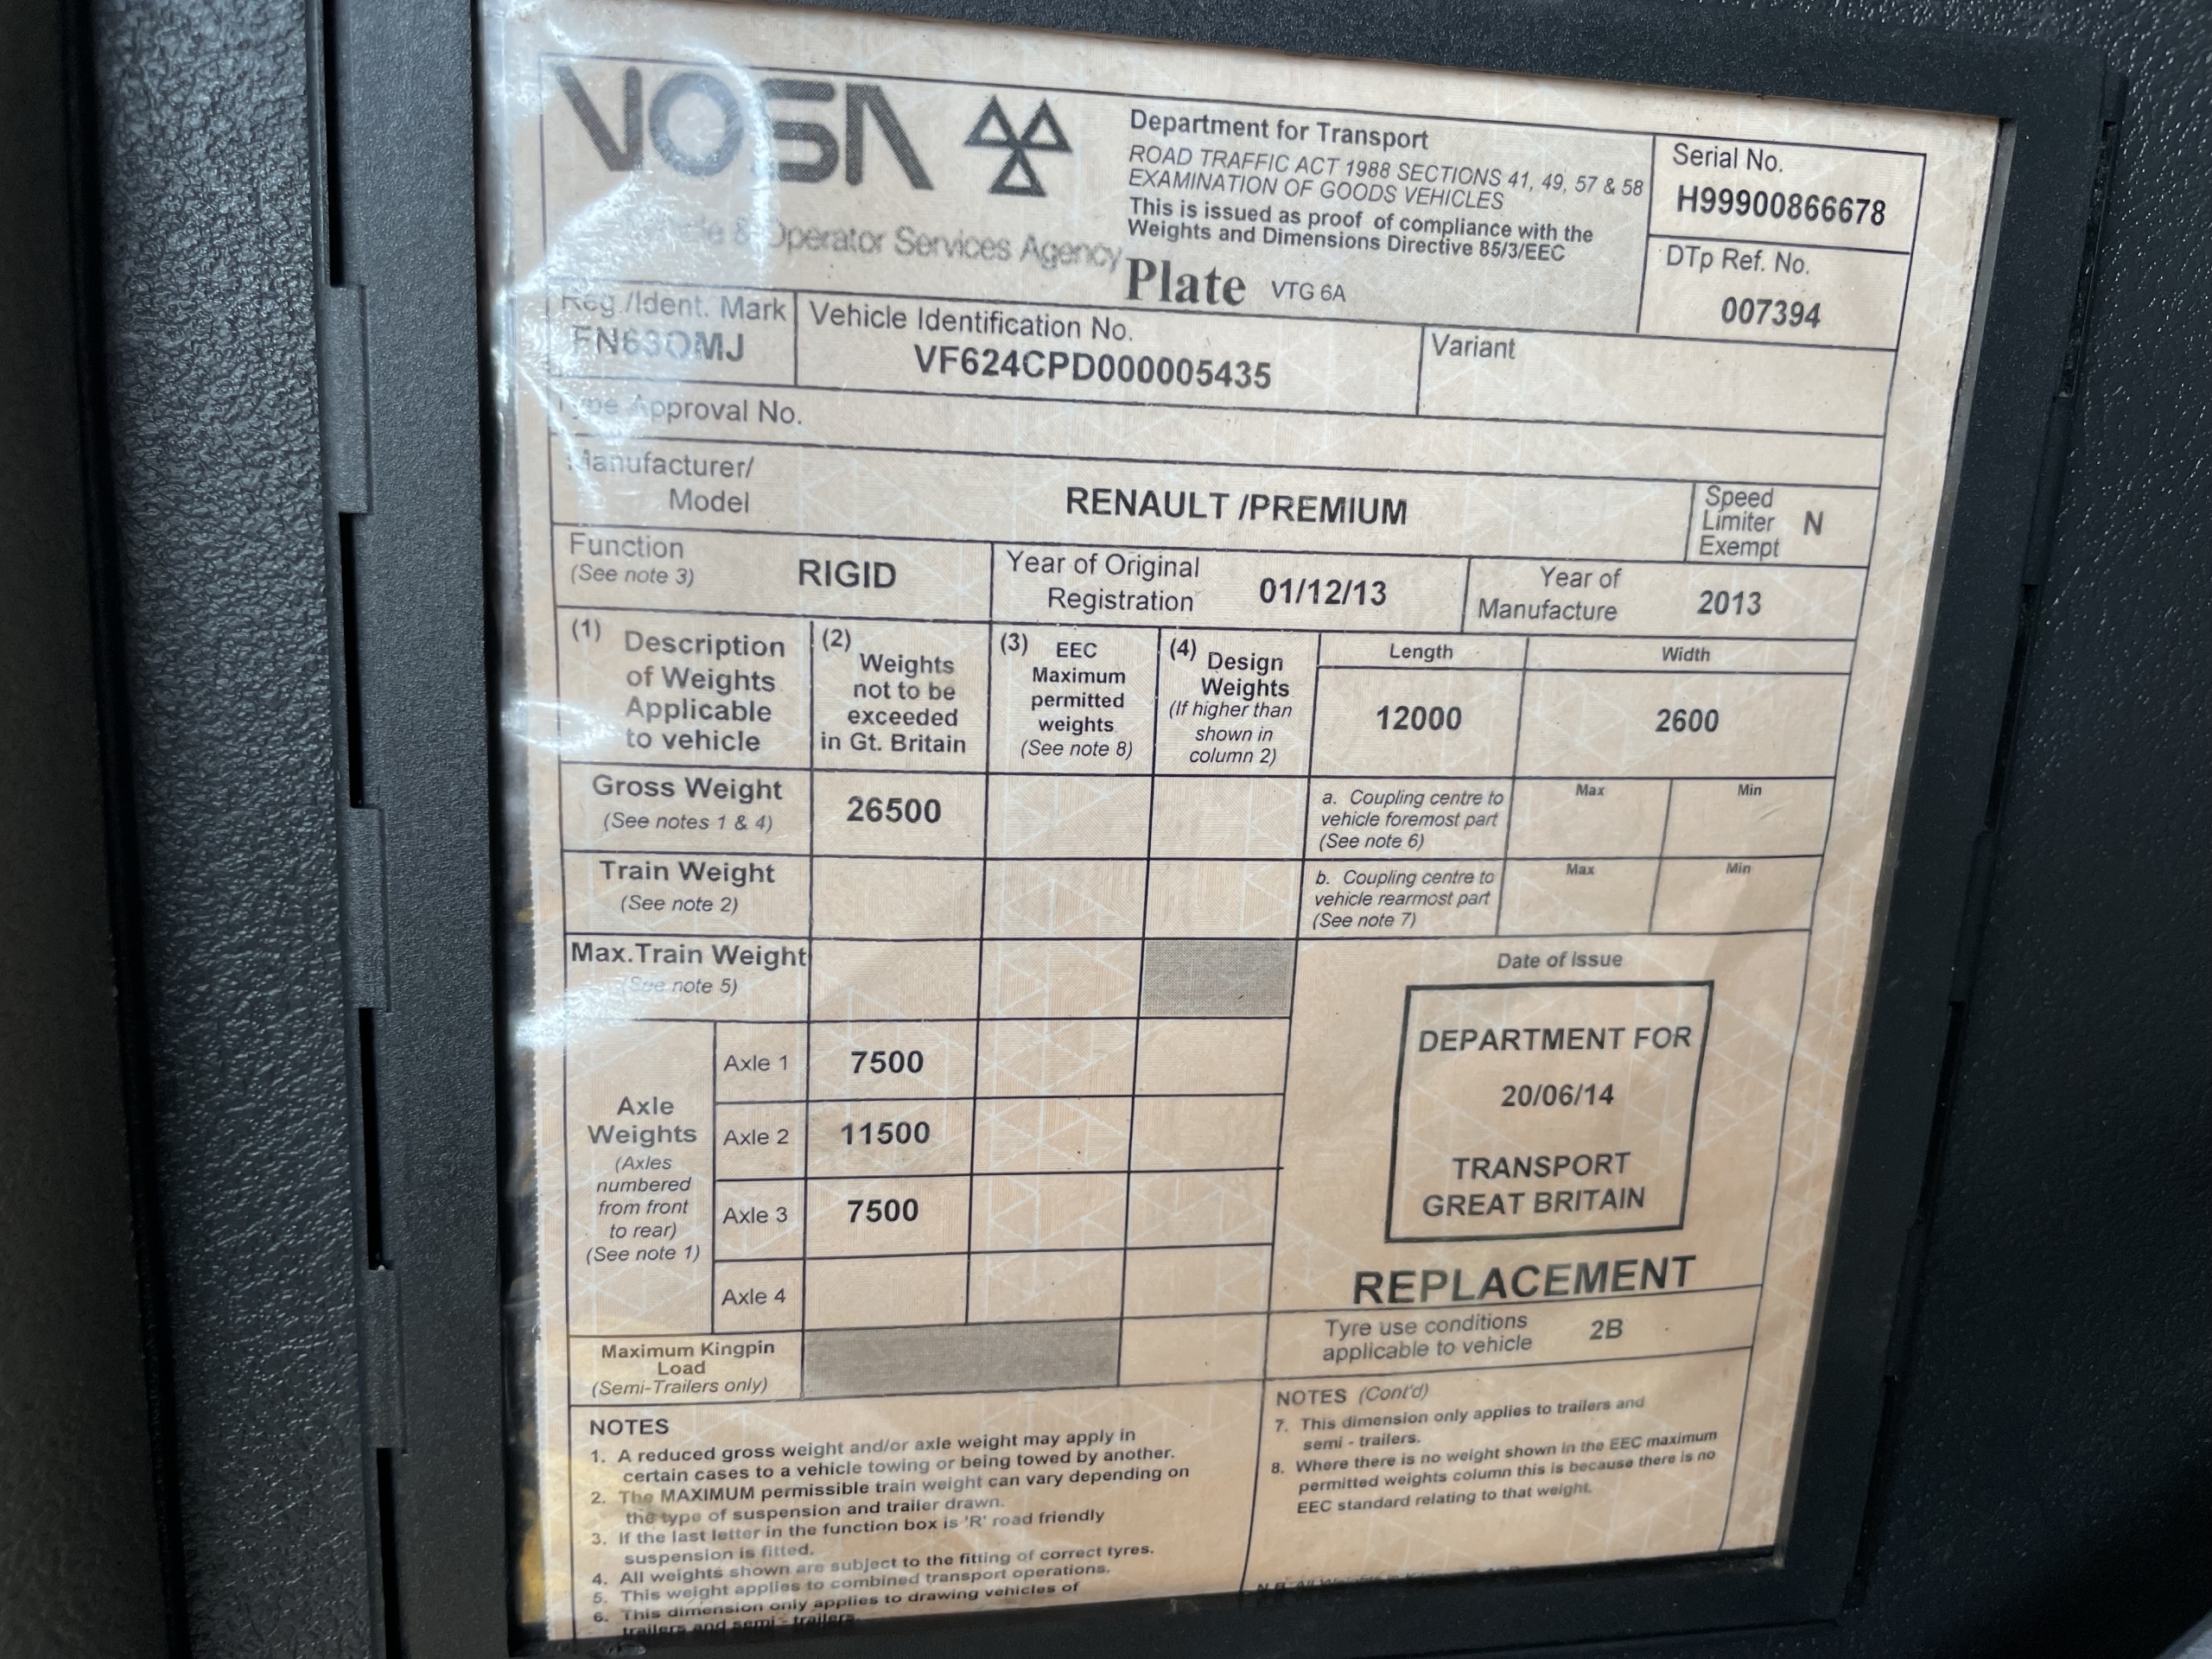 VOSA
Department for Transport
ROAD TRAFFIC ACT 1988 SECTIONS 41, 49, 57 & 58
EXAMINATION OF GOODS VEHICLES
This is issued as proof of compliance with the
Weights and Dimensions Directive 85/3/EEC
& Operator Services Agency
Plate VTG 6A
Serial No.
H99900866678
DTp Ref. No.
007394
Reg./Ident. Mark
FN63OMJ
Vehicle Identification No.
VF624CPD000005435
Variant
Type Approval No.
Manufacturer/
Model
RENAULT /PREMIUM
Speed
Limiter
Exempt
N
Function
(See note 3)
RIGID
Year of Original
Registration
01/12/13
Year of
Manufacture
2013
(1) Description
of Weights
Applicable
to vehicle
(2) Weights
not to be
exceeded
in Gt. Britain
(3) EEC
Maximum
permitted
weights
(See note 8)
(4) Design
Weights
(If higher than
shown in
column 2)
Length
12000
Width
2600
Gross Weight
(See notes 1 & 4)
26500
a. Coupling centre to
vehicle foremost part
(See note 6)
Max
Min
Train Weight
(See note 2)
b. Coupling centre to
vehicle rearmost part
(See note 7)
Max
Min
Max.Train Weight
(See note 5)
Axle
Weights
(Axles
numbered
from front
to rear)
(See note 1)
Axle 1 7500
Axle 2 11500
Axle 3 7500
Axle 4
Date of issue
DEPARTMENT FOR
20/06/14
TRANSPORT
GREAT BRITAIN
REPLACEMENT
Maximum Kingpin
Load
(Semi-Trailers only)
Tyre use conditions
applicable to vehicle
2B
NOTES
1. A reduced gross weight and/or axle weight may apply in
certain cases to a vehicle towing or being towed by another.
2. The MAXIMUM permissible train weight can vary depending on
the type of suspension and trailer drawn.
3. If the last letter in the function box is 'R' road friendly
suspension is fitted.
4. All weights shown are subject to the fitting of correct tyres.
5. This weight applies to combined transport operations.
6. This dimension only applies to drawing vehicles of
trailers and semi - trailers.
NOTES (Cont'd)
7. This dimension only applies to trailers and
semi - trailers.
8. Where there is no weight shown in the EEC maximum
permitted weights column this is because there is no
EEC standard relating to that weight.